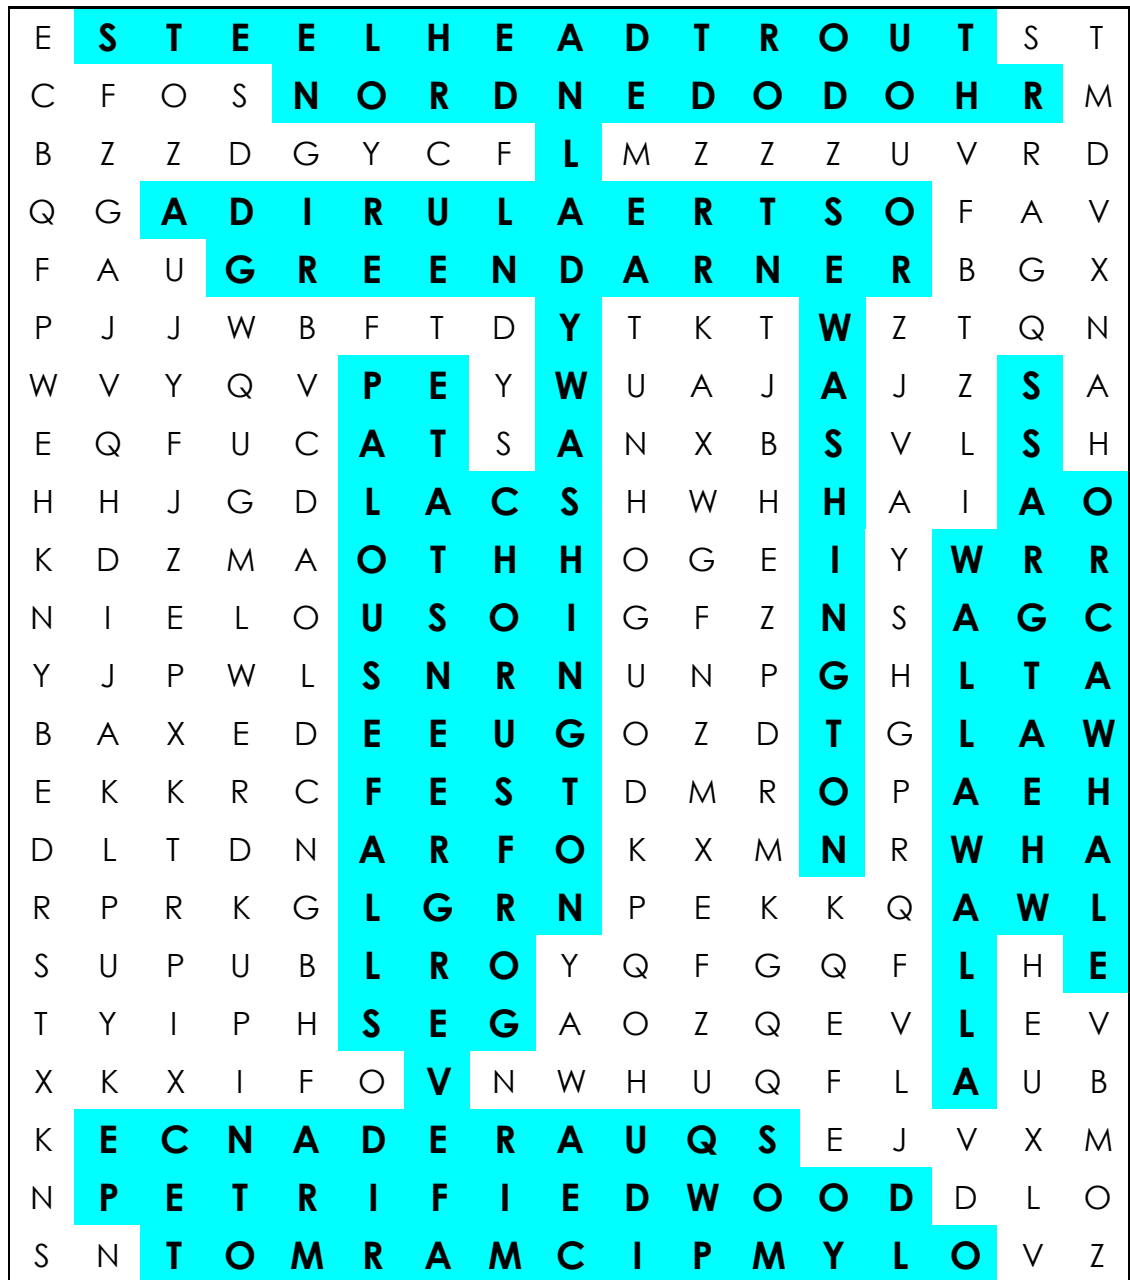 E S T E E L H E A D T R O U T S T
C F O S N O R D N E D O D O H R M
B Z Z D G Y C F L M Z Z Z U V R D
Q G A D I R U L A E R T S O F A V
F A U G R E E N D A R N E R B G X
P J J W B F T D Y T K T W Z T Q N
W V Y Q V P E Y W U A J A J Z S A
E Q F U C A T S A N X B S V L S H
H H J G D L A C S H W H H A I A O
K D Z M A O T H H O G E I Y W R R
N I E L O U S O I G F Z N S A G C
Y J P W L S N R N U N P G H L T A
B A X E D E E U G O Z D T G L A W
E K K R C F E S T D M R O P A E H
D L T D N A R F O K X M N R W H A
R P R K G L G R N P E K K Q A W L
S U P U B L R O Y Q F G Q F L H E
T Y I P H S E G A O Z Q E V L E V
X K X I F O V N W H U Q F L A U B
K E C N A D E R A U Q S E J V X M
N P E T R I F I E D W O O D D L O
S N T O M R A M C I P M Y L O V Z